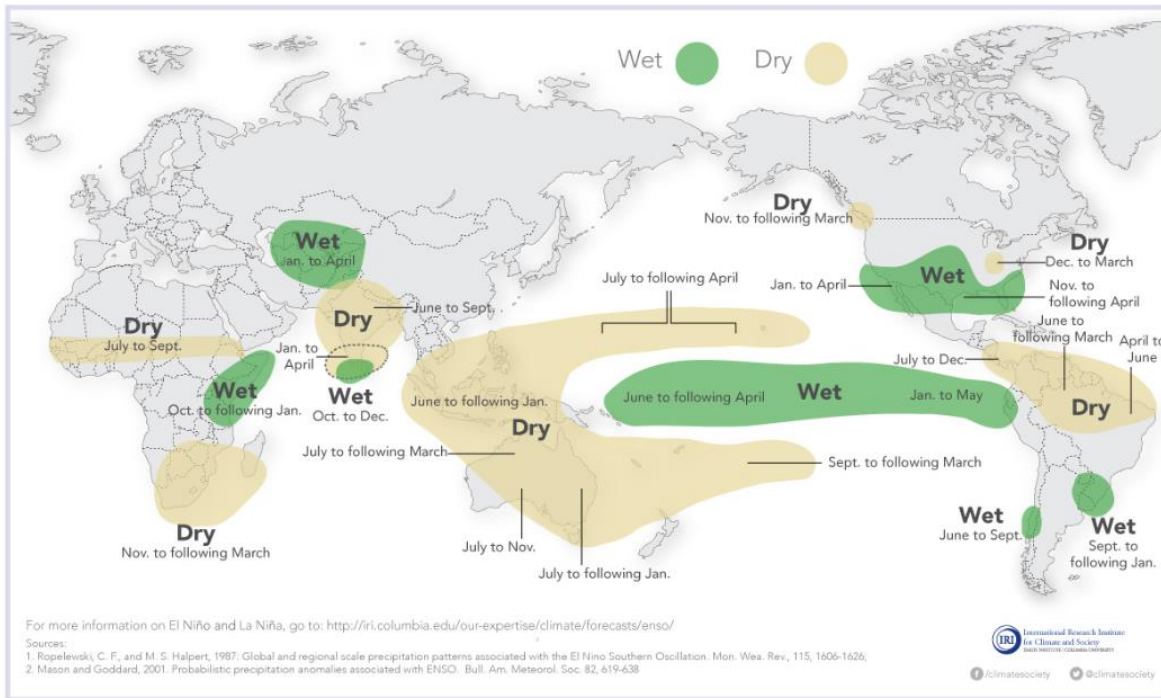 Wet
Dry
Dry
Nov. to following March
Wet
Jan. to April
Dry
Dec. to March
July to following April
Jan. to April
Wet
Nov. to
following April
June to Sept.
Dry
Dry
July to Sept.
Jan. to
April
June to
following March
April to
June
July to Dec.
Wet
Oct. to following Jan.
Wet
Oct. to Dec.
June to following Jan.
June to following April
Wet
Jan. to May
Dry
Dry
July to following March
Sept. to following March
Dry
Nov. to following March
July to Nov.
July to following Jan.
Wet
June to Sept.
Wet
Sept. to
following Jan.
For more information on El Niño and La Niña, go to: http://iri.columbia.edu/our-expertise/climate/forecasts/enso/
Sources:
1. Ropelewski, C. F., and M. S. Halpert, 1987: Global and regional scale precipitation patterns associated with the El Nino Southern Oscillation. Mon. Wea. Rev., 115, 1606-1626;
2. Mason and Goddard, 2001. Probabilistic precipitation anomalies associated with ENSO. Bull. Am. Meteorol. Soc. 82, 619-638
IRI
International Research Institute
for Climate and Society
EARTH INSTITUTE | COLUMBIA UNIVERSITY
/climatesociety
@climatesociety